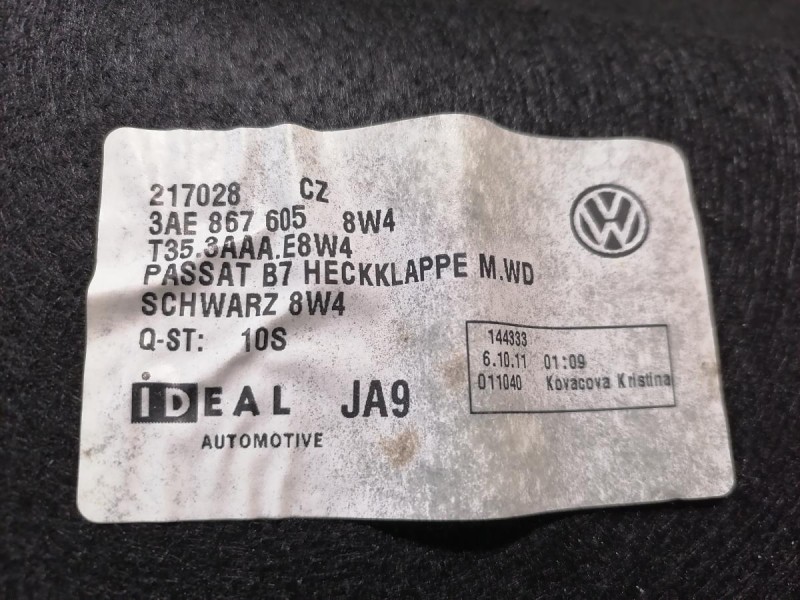 217028 CZ
3AE 867 605 8W4
T35.3AAA.E8W4
PASSAT B7 HECKKLAPPE M.WD
SCHWARZ 8W4
Q-ST: 10S
iDEAL JA9
AUTOMOTIVE
VW
144333
6.10.11 01:09
011040 Kovacova Kristina